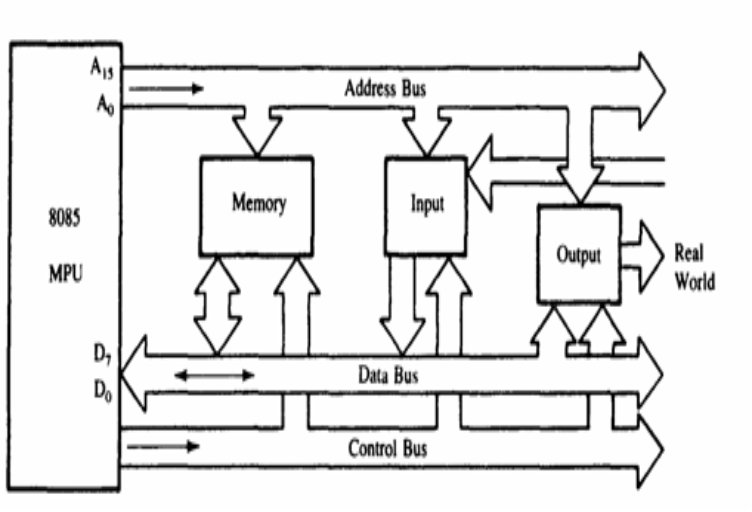 A₁₅
Address Bus
A₀
8085
MPU
Memory
Input
Output
Real
World
D₇
Data Bus
D₀
Control Bus